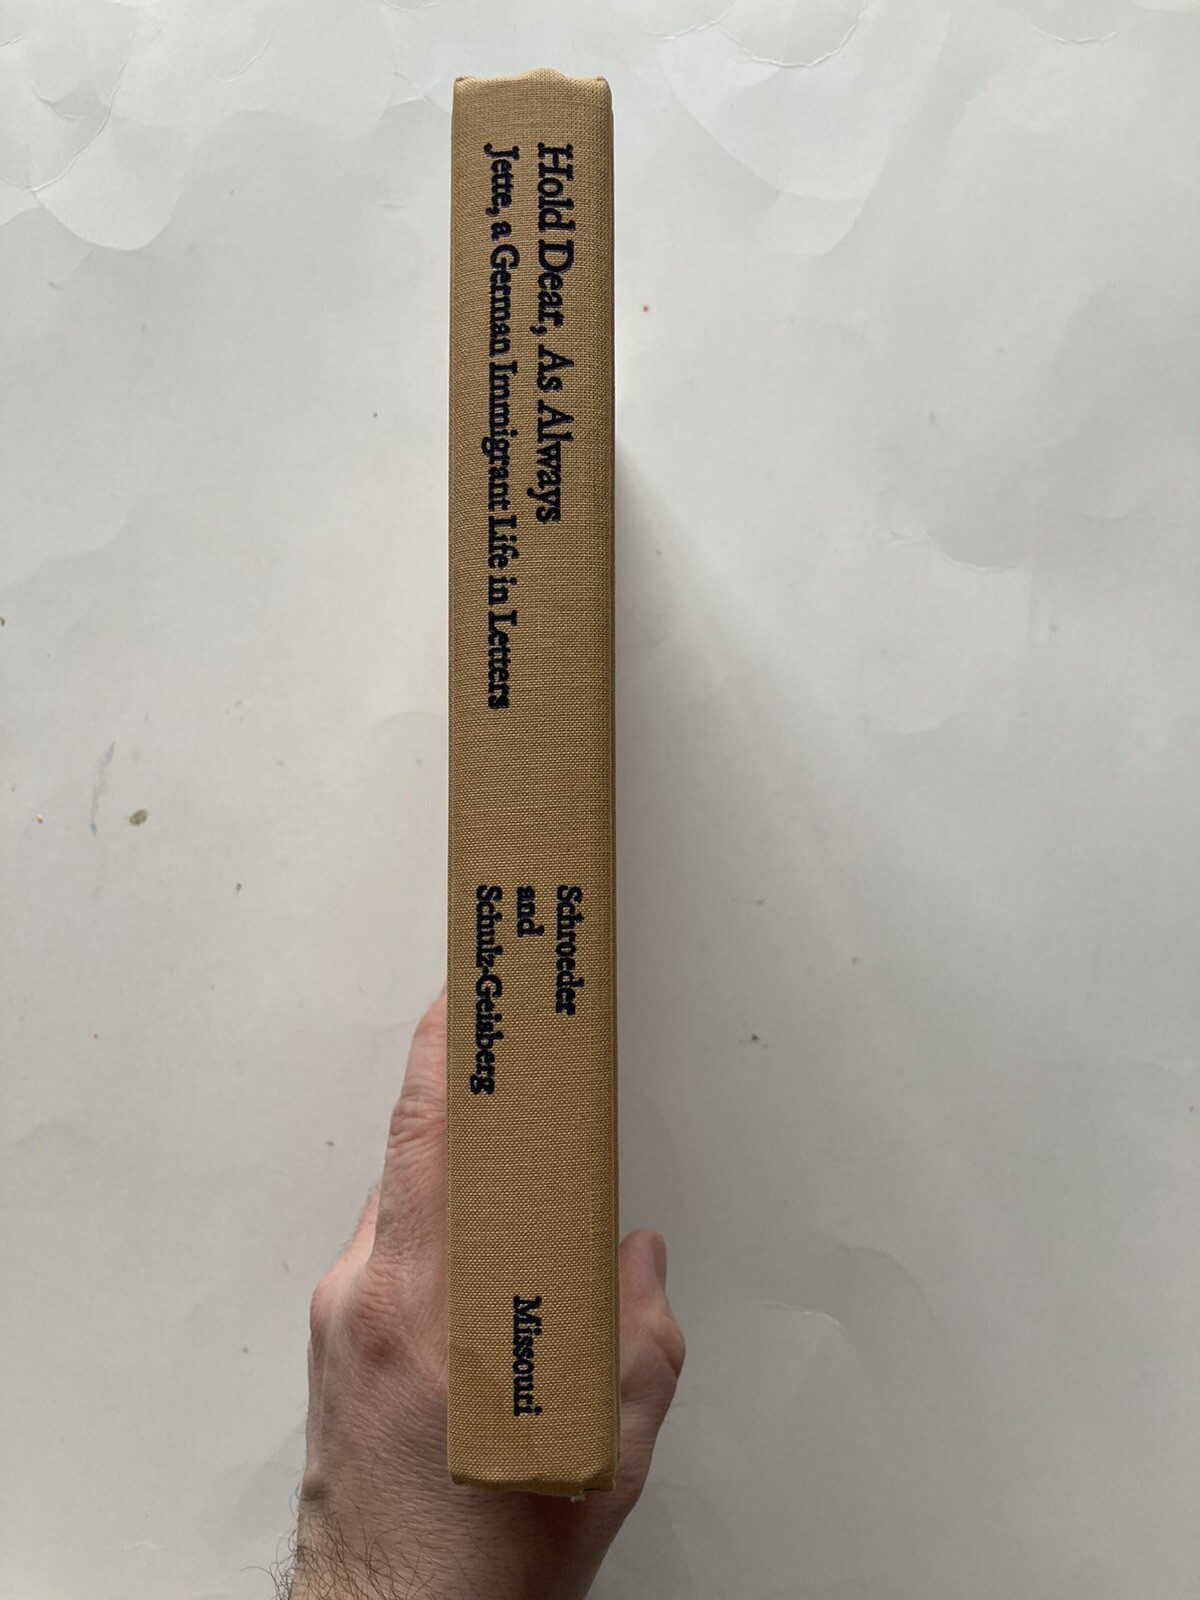 Hold Dear, As Always
Jette, a German Immigrant Life in Letters
Schroeder
and
Schulz-Geisberg
Missouri